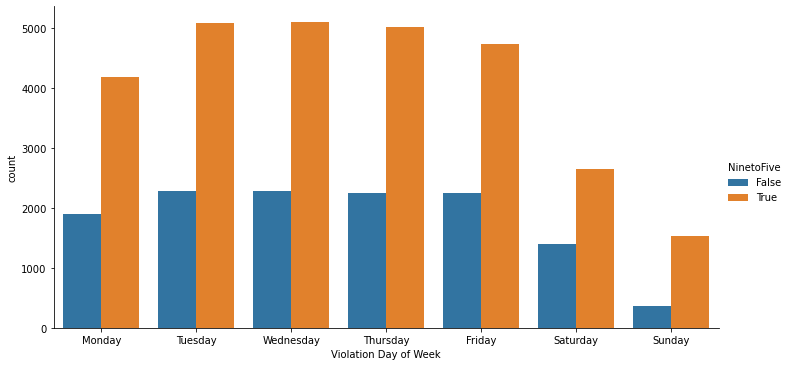 5000
4000
3000
2000
1000
0
count
Monday Tuesday Wednesday Thursday Friday Saturday Sunday
Violation Day of Week
NinetoFive
False
True